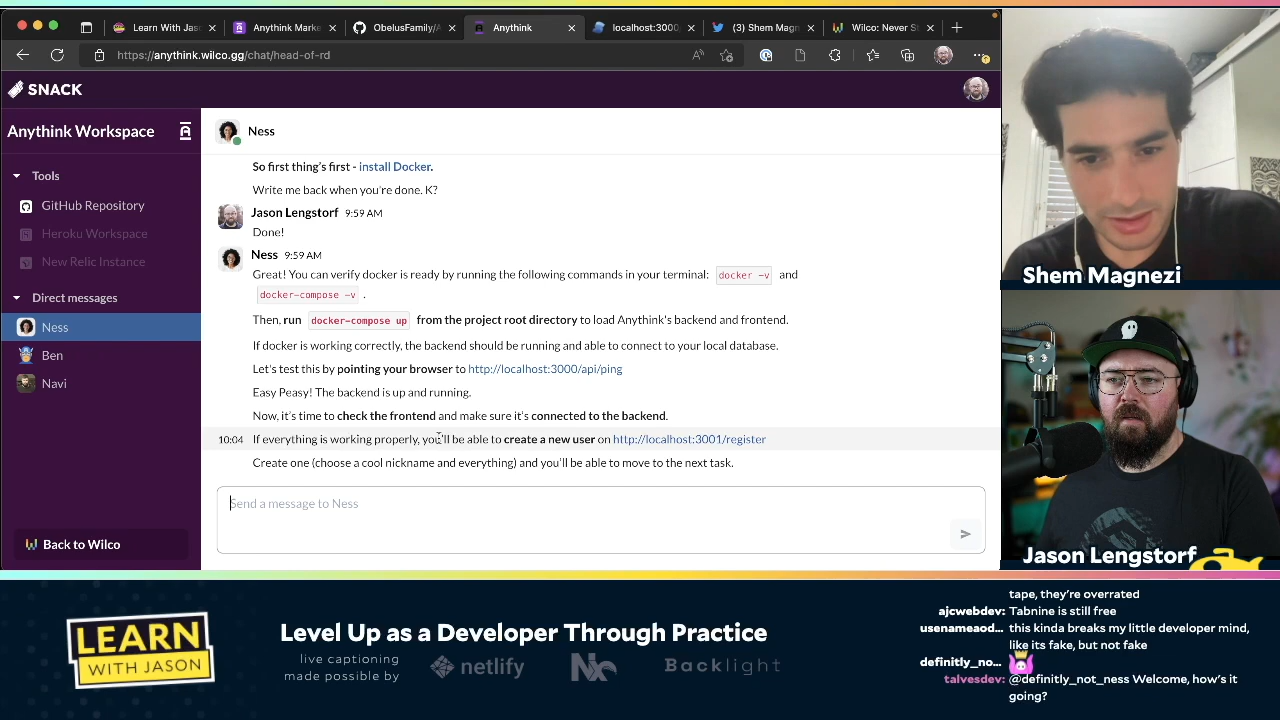 Learn With Jaso
Anythink Marke
ObelusFamily/A
Anythink
localhost:3000/
(3) Shem Magn
Wilco: Never S
https://anythink.wilco.gg/chat/head-of-rd
SNACK
Anythink Workspace
Tools
GitHub Repository
Heroku Workspace
New Relic Instance
Direct messages
Ness
Ben
Navi
Back to Wilco
Ness
So first thing's first - install Docker.
Write me back when you're done. K?
Jason Lengstorf 9:59 AM
Done!
Ness 9:59 AM
Great! You can verify docker is ready by running the following commands in your terminal: docker -v and
docker-compose -v .
Then, run docker-compose up from the project root directory to load Anythink's backend and frontend.
If docker is working correctly, the backend should be running and able to connect to your local database.
Let's test this by pointing your browser to http://localhost:3000/api/ping
Easy Peasy! The backend is up and running.
Now, it's time to check the frontend and make sure it's connected to the backend.
10:04 If everything is working properly, you'll be able to create a new user on http://localhost:3001/register
Create one (choose a cool nickname and everything) and you'll be able to move to the next task.
Send a message to Ness
Shem Magnezi
Jason Lengstorf
LEARN
WITH JASON
Level Up as a Developer Through Practice
live captioning
made possible by
netlify
Nx
Backlight
tape, they're overrated
ajcwebdev: Tabnine is still free
usenameaod... this kinda breaks my little developer mind,
like its fake, but not fake
definitly_no...
talvesdev: @definitly_not_ness Welcome, how's it
going?